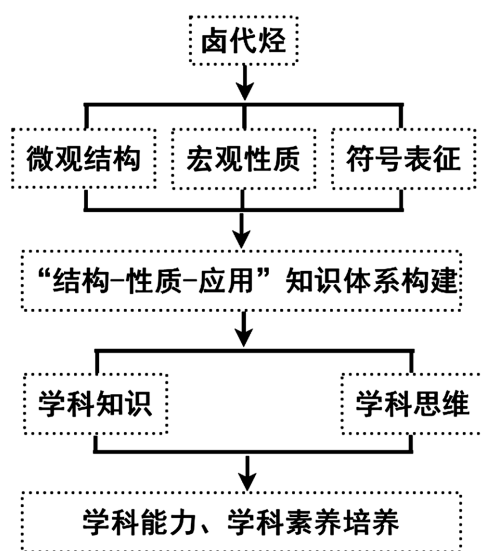 卤代烃
微观结构
宏观性质
符号表征
“结构-性质-应用”知识体系构建
学科知识
学科思维
学科能力、学科素养培养